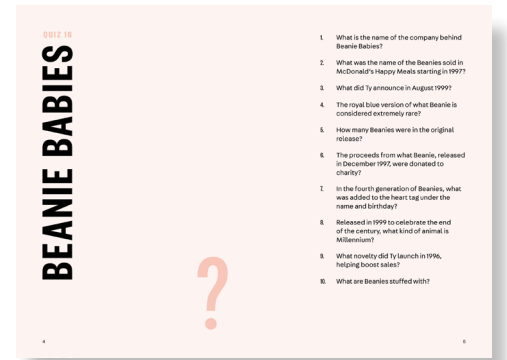 QUIZ 18
BEANIE BABIES
?
4
1. What is the name of the company behind
Beanie Babies?
2. What was the name of the Beanies sold in
McDonald's Happy Meals starting in 1997?
3. What did Ty announce in August 1999?
4. The royal blue version of what Beanie is
considered extremely rare?
5. How many Beanies were in the original
release?
6. The proceeds from what Beanie, released
in December 1997, were donated to
charity?
7. In the fourth generation of Beanies, what
was added to the heart tag under the
name and birthday?
8. Released in 1999 to celebrate the end
of the century, what kind of animal is
Millennium?
9. What novelty did Ty launch in 1996,
helping boost sales?
10. What are Beanies stuffed with?